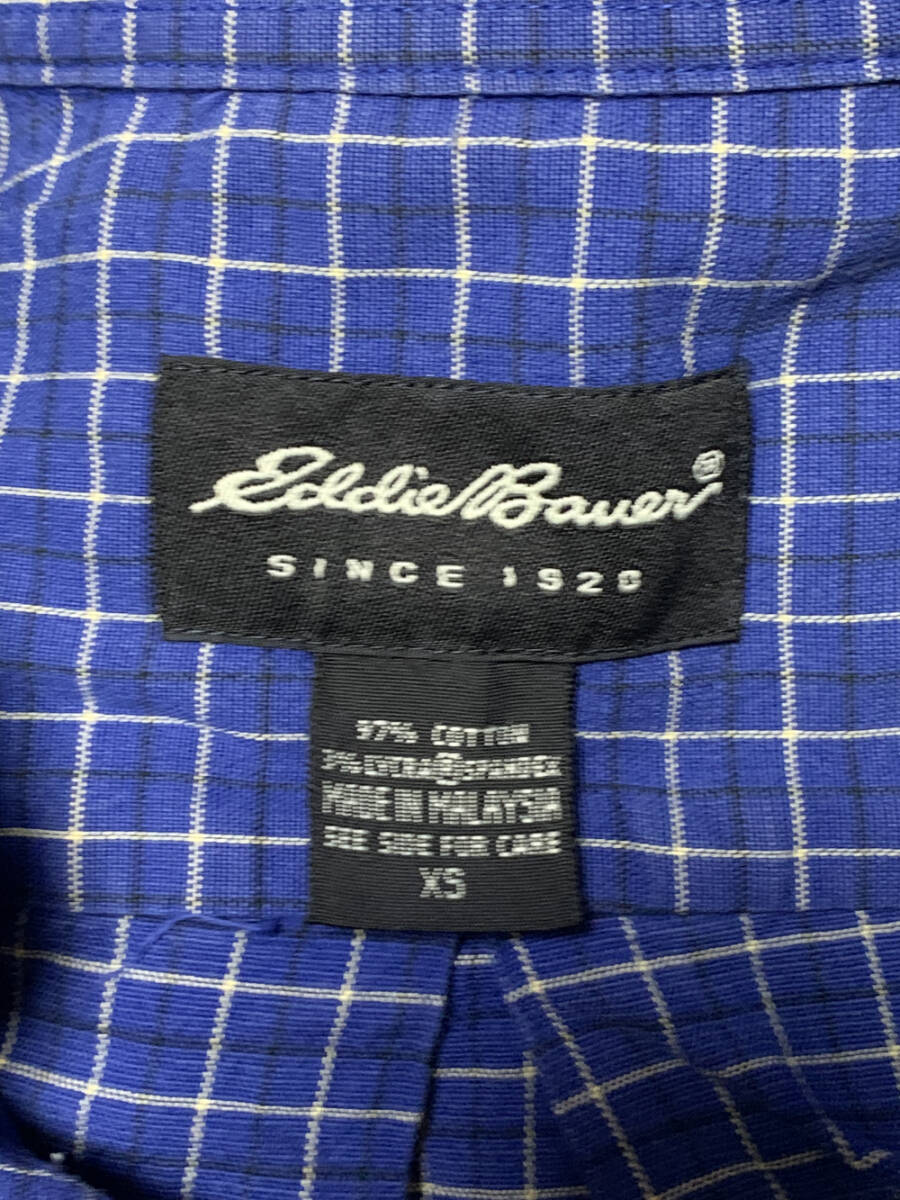 Eddie Bauer®
SINCE 1920
97% COTTON
3% LYCRA® SPANDEX
MADE IN MALAYSIA
SEE SIDE FOR CARE
XS